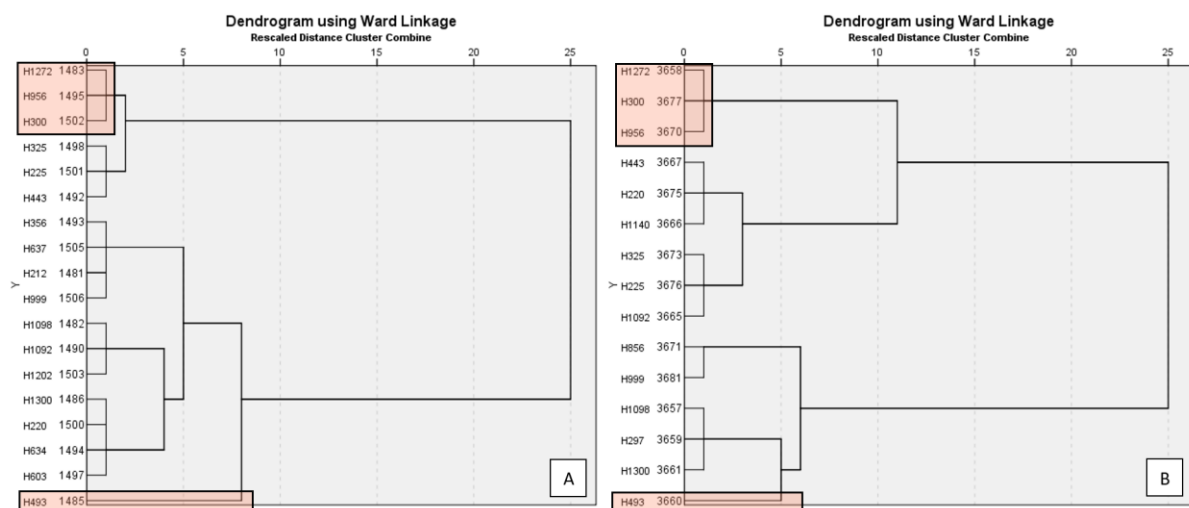 Dendrogram using Ward Linkage
Rescaled Distance Cluster Combine
0 5 10 15 20 25
H1272 1483
H956 1495
H300 1502
H325 1498
H225 1501
H443 1492
H356 1493
H637 1505
H212 1481
Y
H999 1506
H1098 1482
H1092 1490
H1202 1503
H1300 1486
H220 1500
H634 1494
H603 1497
H493 1485
A
Dendrogram using Ward Linkage
Rescaled Distance Cluster Combine
0 5 10 15 20 25
H1272 3658
H300 3677
H956 3670
H443 3667
H220 3675
H1140 3666
H325 3673
Y H225 3676
H1092 3665
H856 3671
H999 3681
H1098 3657
H297 3659
H1300 3661
H493 3660
B